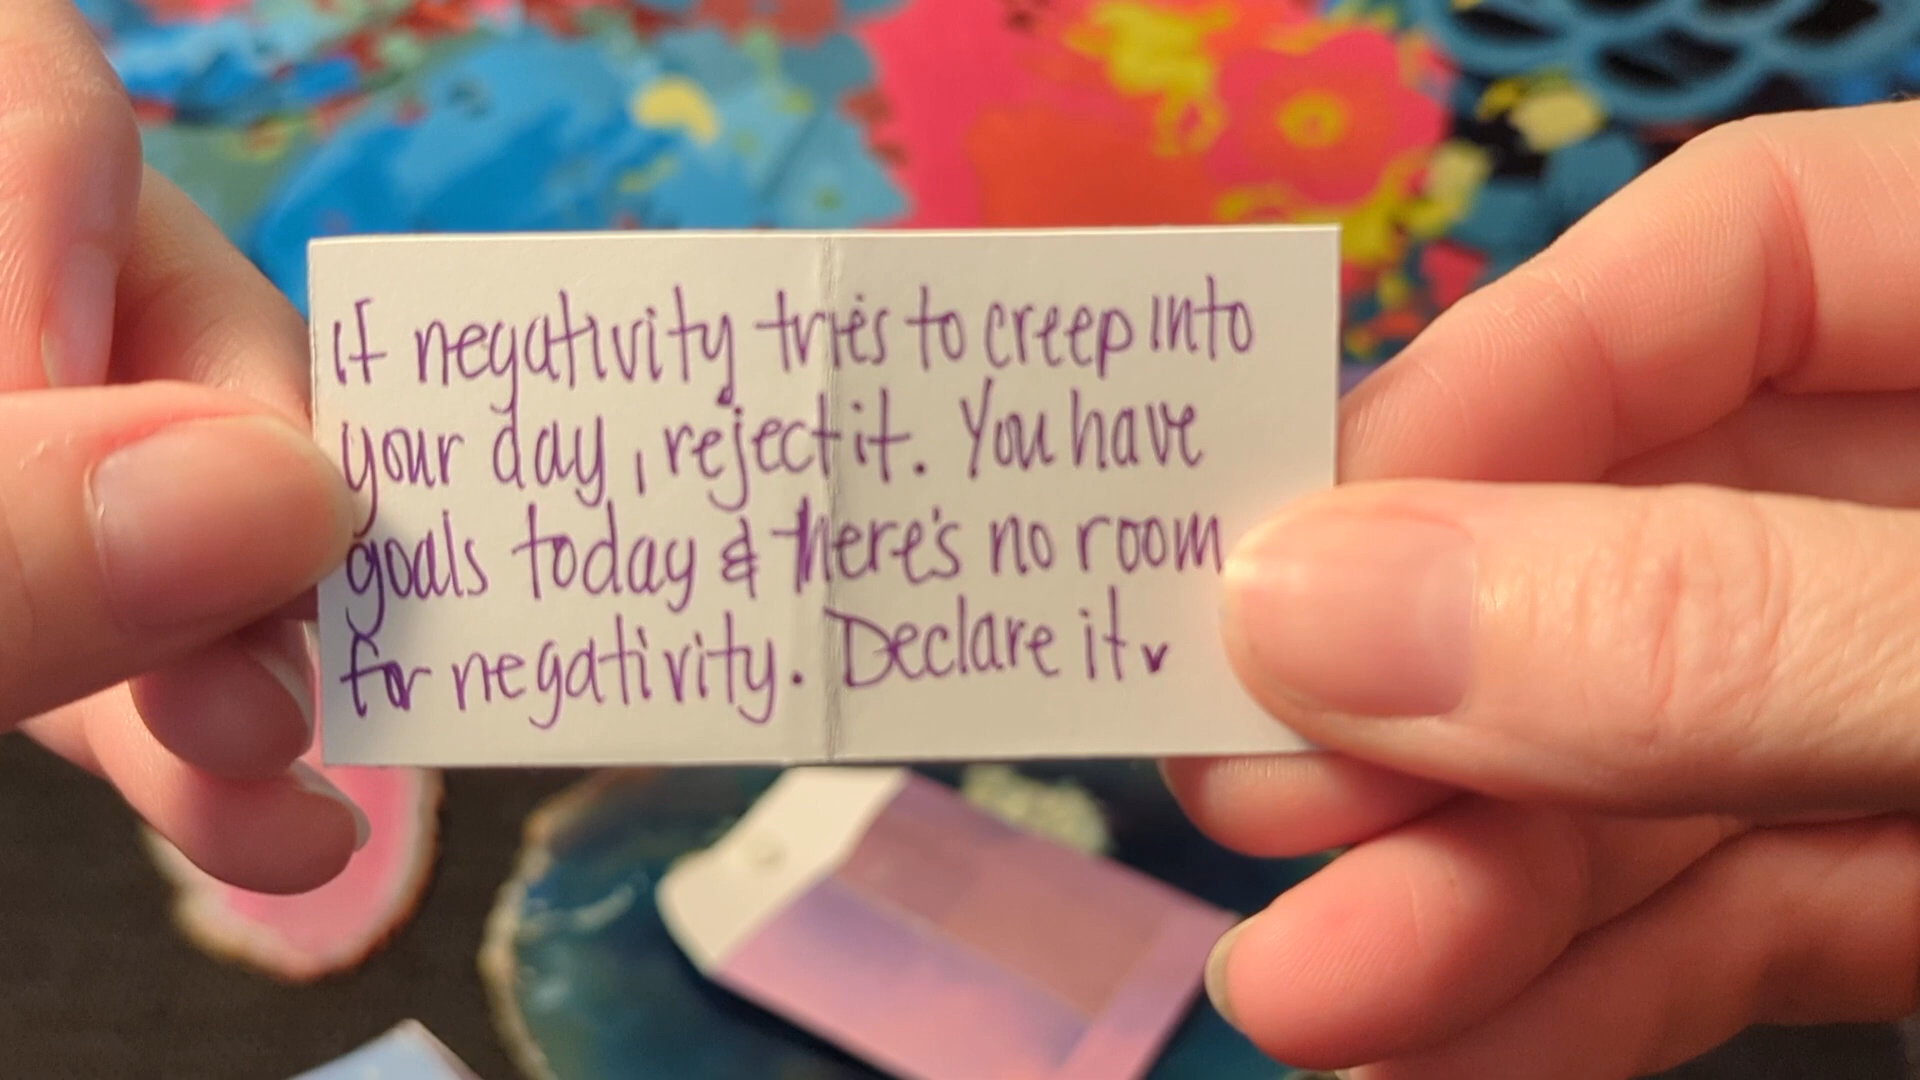 If negativity tries to creep into
your day, reject it. You have
goals today & there's no room
for negativity. Declare it